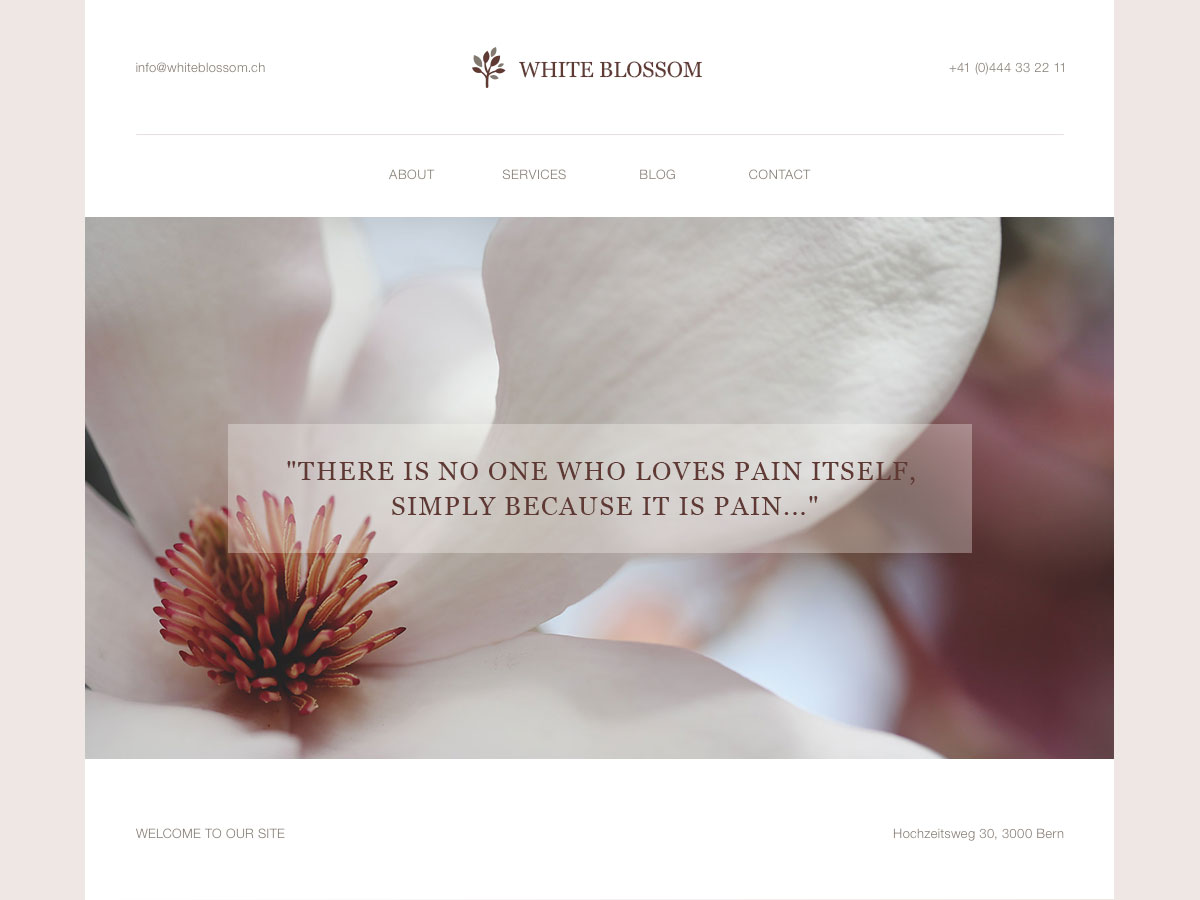 info@whiteblossom.ch
WHITE BLOSSOM
+41 (0)444 33 22 11
ABOUT
SERVICES
BLOG
CONTACT
"THERE IS NO ONE WHO LOVES PAIN ITSELF,
SIMPLY BECAUSE IT IS PAIN..."
WELCOME TO OUR SITE
Hochzeitsweg 30, 3000 Bern